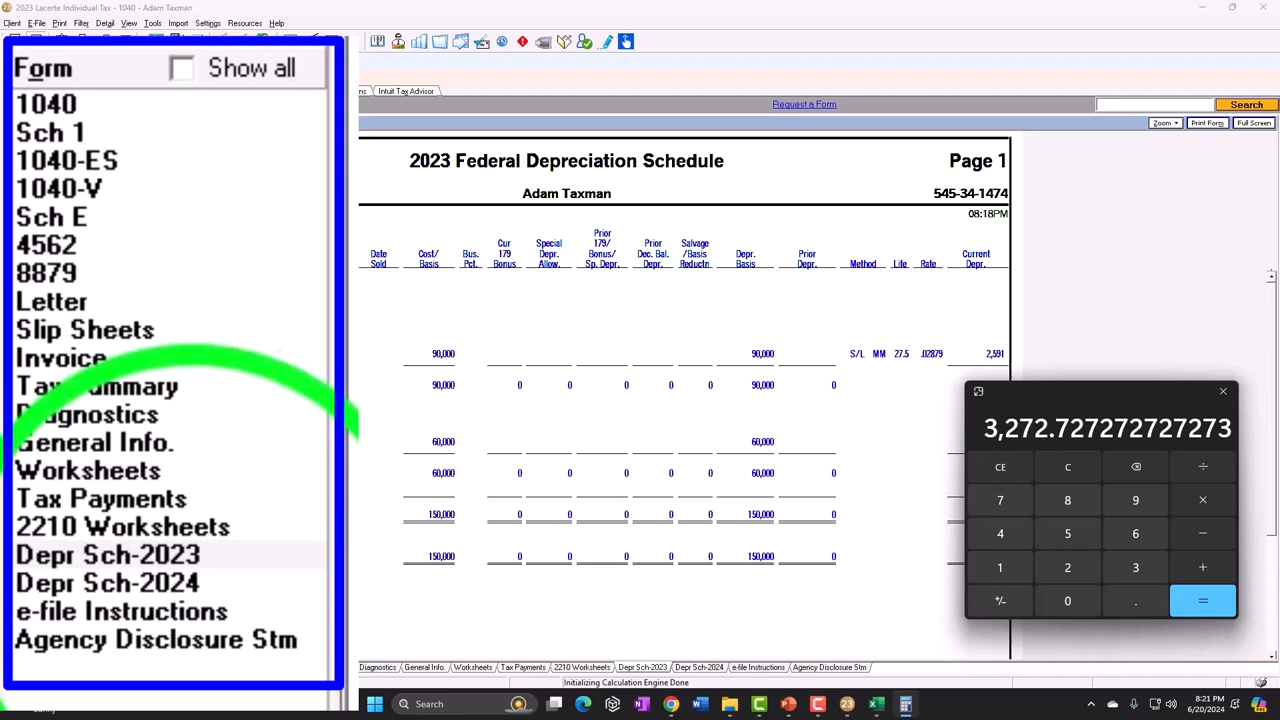 2023 Lacerte Individual Tax - 1040 - Adam Taxman
Client E-File Print Filter Detail View Tools Import Settings Resources Help
Form Show all
1040
Sch 1
1040-ES
1040-V
Sch E
4562
8879
Letter
Slip Sheets
Invoice
Tax Summary
Diagnostics
General Info.
Worksheets
Tax Payments
2210 Worksheets
Depr Sch-2023
Depr Sch-2024
e-file Instructions
Agency Disclosure Stm
Intuit Tax Advisor
Request a Form Search
Zoom Print Form Full Screen
2023 Federal Depreciation Schedule Page 1
Adam Taxman 545-34-1474
08:18PM
Date Sold Cost/ Basis Bus. Pct. Cur 179 Bonus Special Depr. Allow. Prior 179/ Bonus/ Sp. Depr. Prior Dec. Bal. Depr. Salvage /Basis Reductn Depr. Basis Prior Depr. Method Life Rate Current Depr.
90,000 90,000 S/L MM 27.5 .02879 2,591
90,000 0 0 0 0 0 90,000 0
60,000 60,000
60,000 0 0 0 0 0 60,000 0
150,000 0 0 0 0 0 150,000 0
150,000 0 0 0 0 0 150,000 0
3,272.727272727273
CE C ÷
7 8 9 ×
4 5 6 −
1 2 3 +
+/− 0 . =
Diagnostics General Info. Worksheets Tax Payments 2210 Worksheets Depr Sch-2023 Depr Sch-2024 e-file Instructions Agency Disclosure Stm
Initializing Calculation Engine Done
Search
8:21 PM
6/20/2024